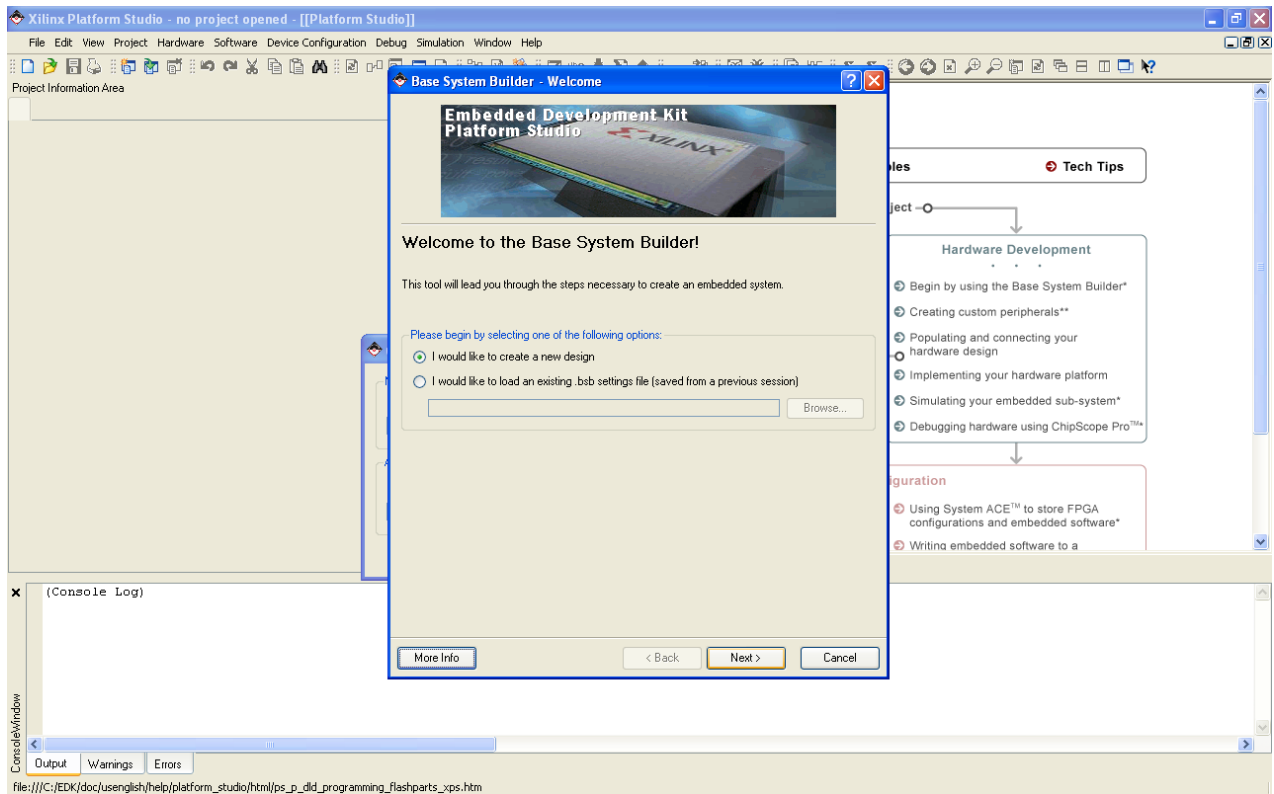 Xilinx Platform Studio - no project opened - [[Platform Studio]]
File Edit View Project Hardware Software Device Configuration Debug Simulation Window Help
Project Information Area
Base System Builder - Welcome
Embedded Development Kit
Platform Studio
XILINX
Welcome to the Base System Builder!
This tool will lead you through the steps necessary to create an embedded system.
Please begin by selecting one of the following options:
I would like to create a new design
I would like to load an existing .bsb settings file (saved from a previous session)
Browse...
More Info
< Back
Next >
Cancel
Tech Tips
Hardware Development
Begin by using the Base System Builder*
Creating custom peripherals**
Populating and connecting your
hardware design
Implementing your hardware platform
Simulating your embedded sub-system*
Debugging hardware using ChipScope Pro™*
iguration
Using System ACE™ to store FPGA
configurations and embedded software*
Writing embedded software to a
(Console Log)
ConsoleWindow
Output Warnings Errors
file:///C:/EDK/doc/usenglish/help/platform_studio/html/ps_p_dld_programming_flashparts_xps.htm